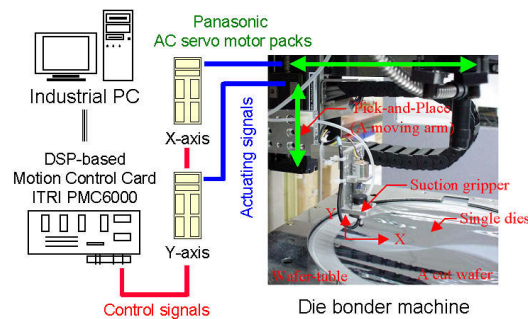 Panasonic
AC servo motor packs
Industrial PC
X-axis
DSP-based
Motion Control Card
ITRI PMC6000
Y-axis
Control signals
Actuating signals
Pick-and-Place
(A moving arm)
Suction gripper
Single dies
Y
X
Wafer table
A cut wafer
Die bonder machine